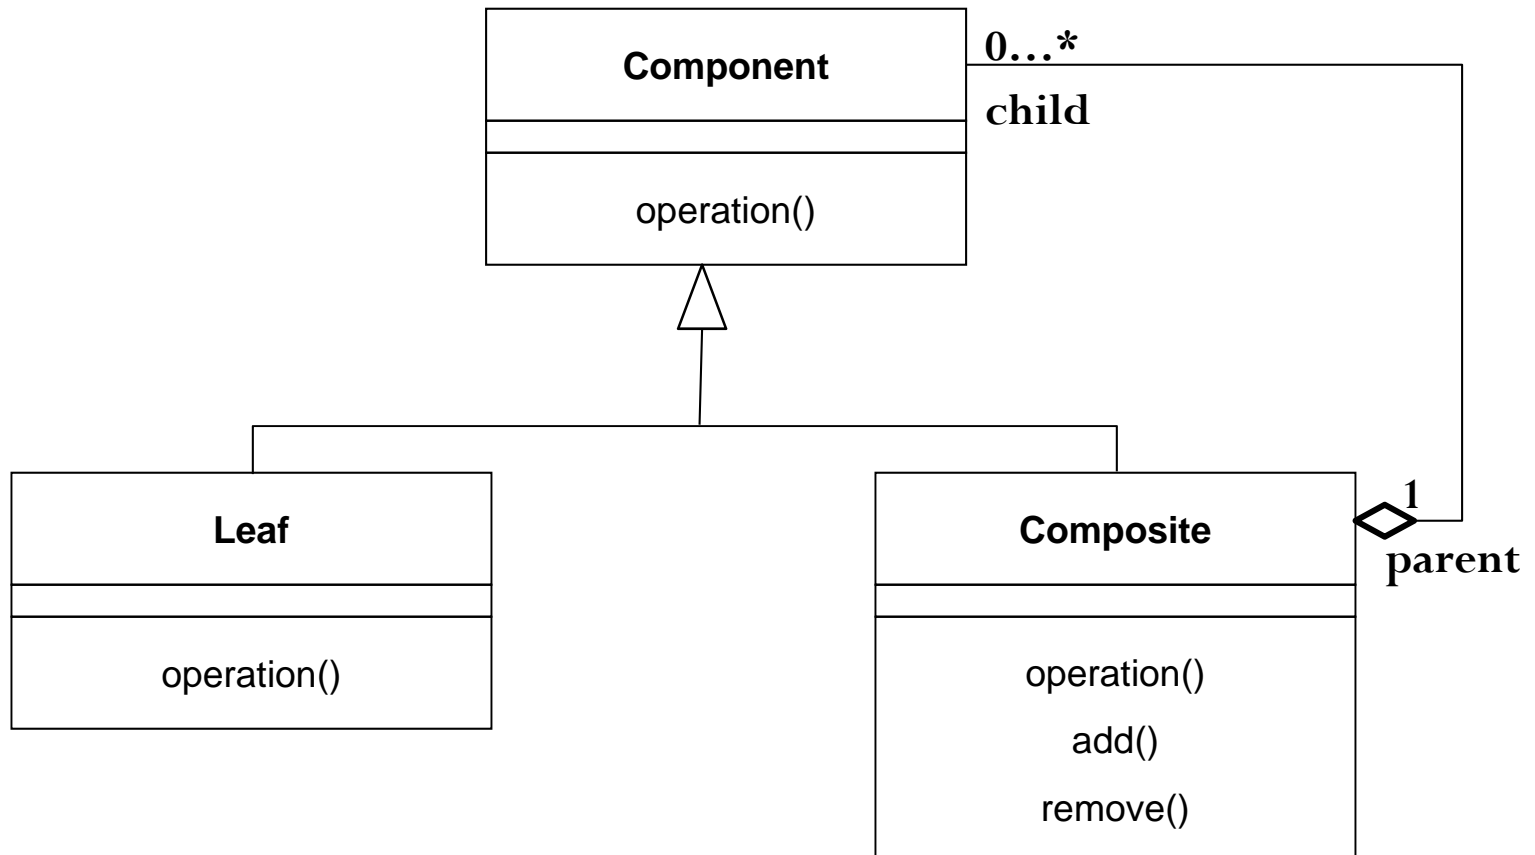 Component
0...*
child
operation()
Leaf
Composite
1
parent
operation()
operation()
add()
remove()